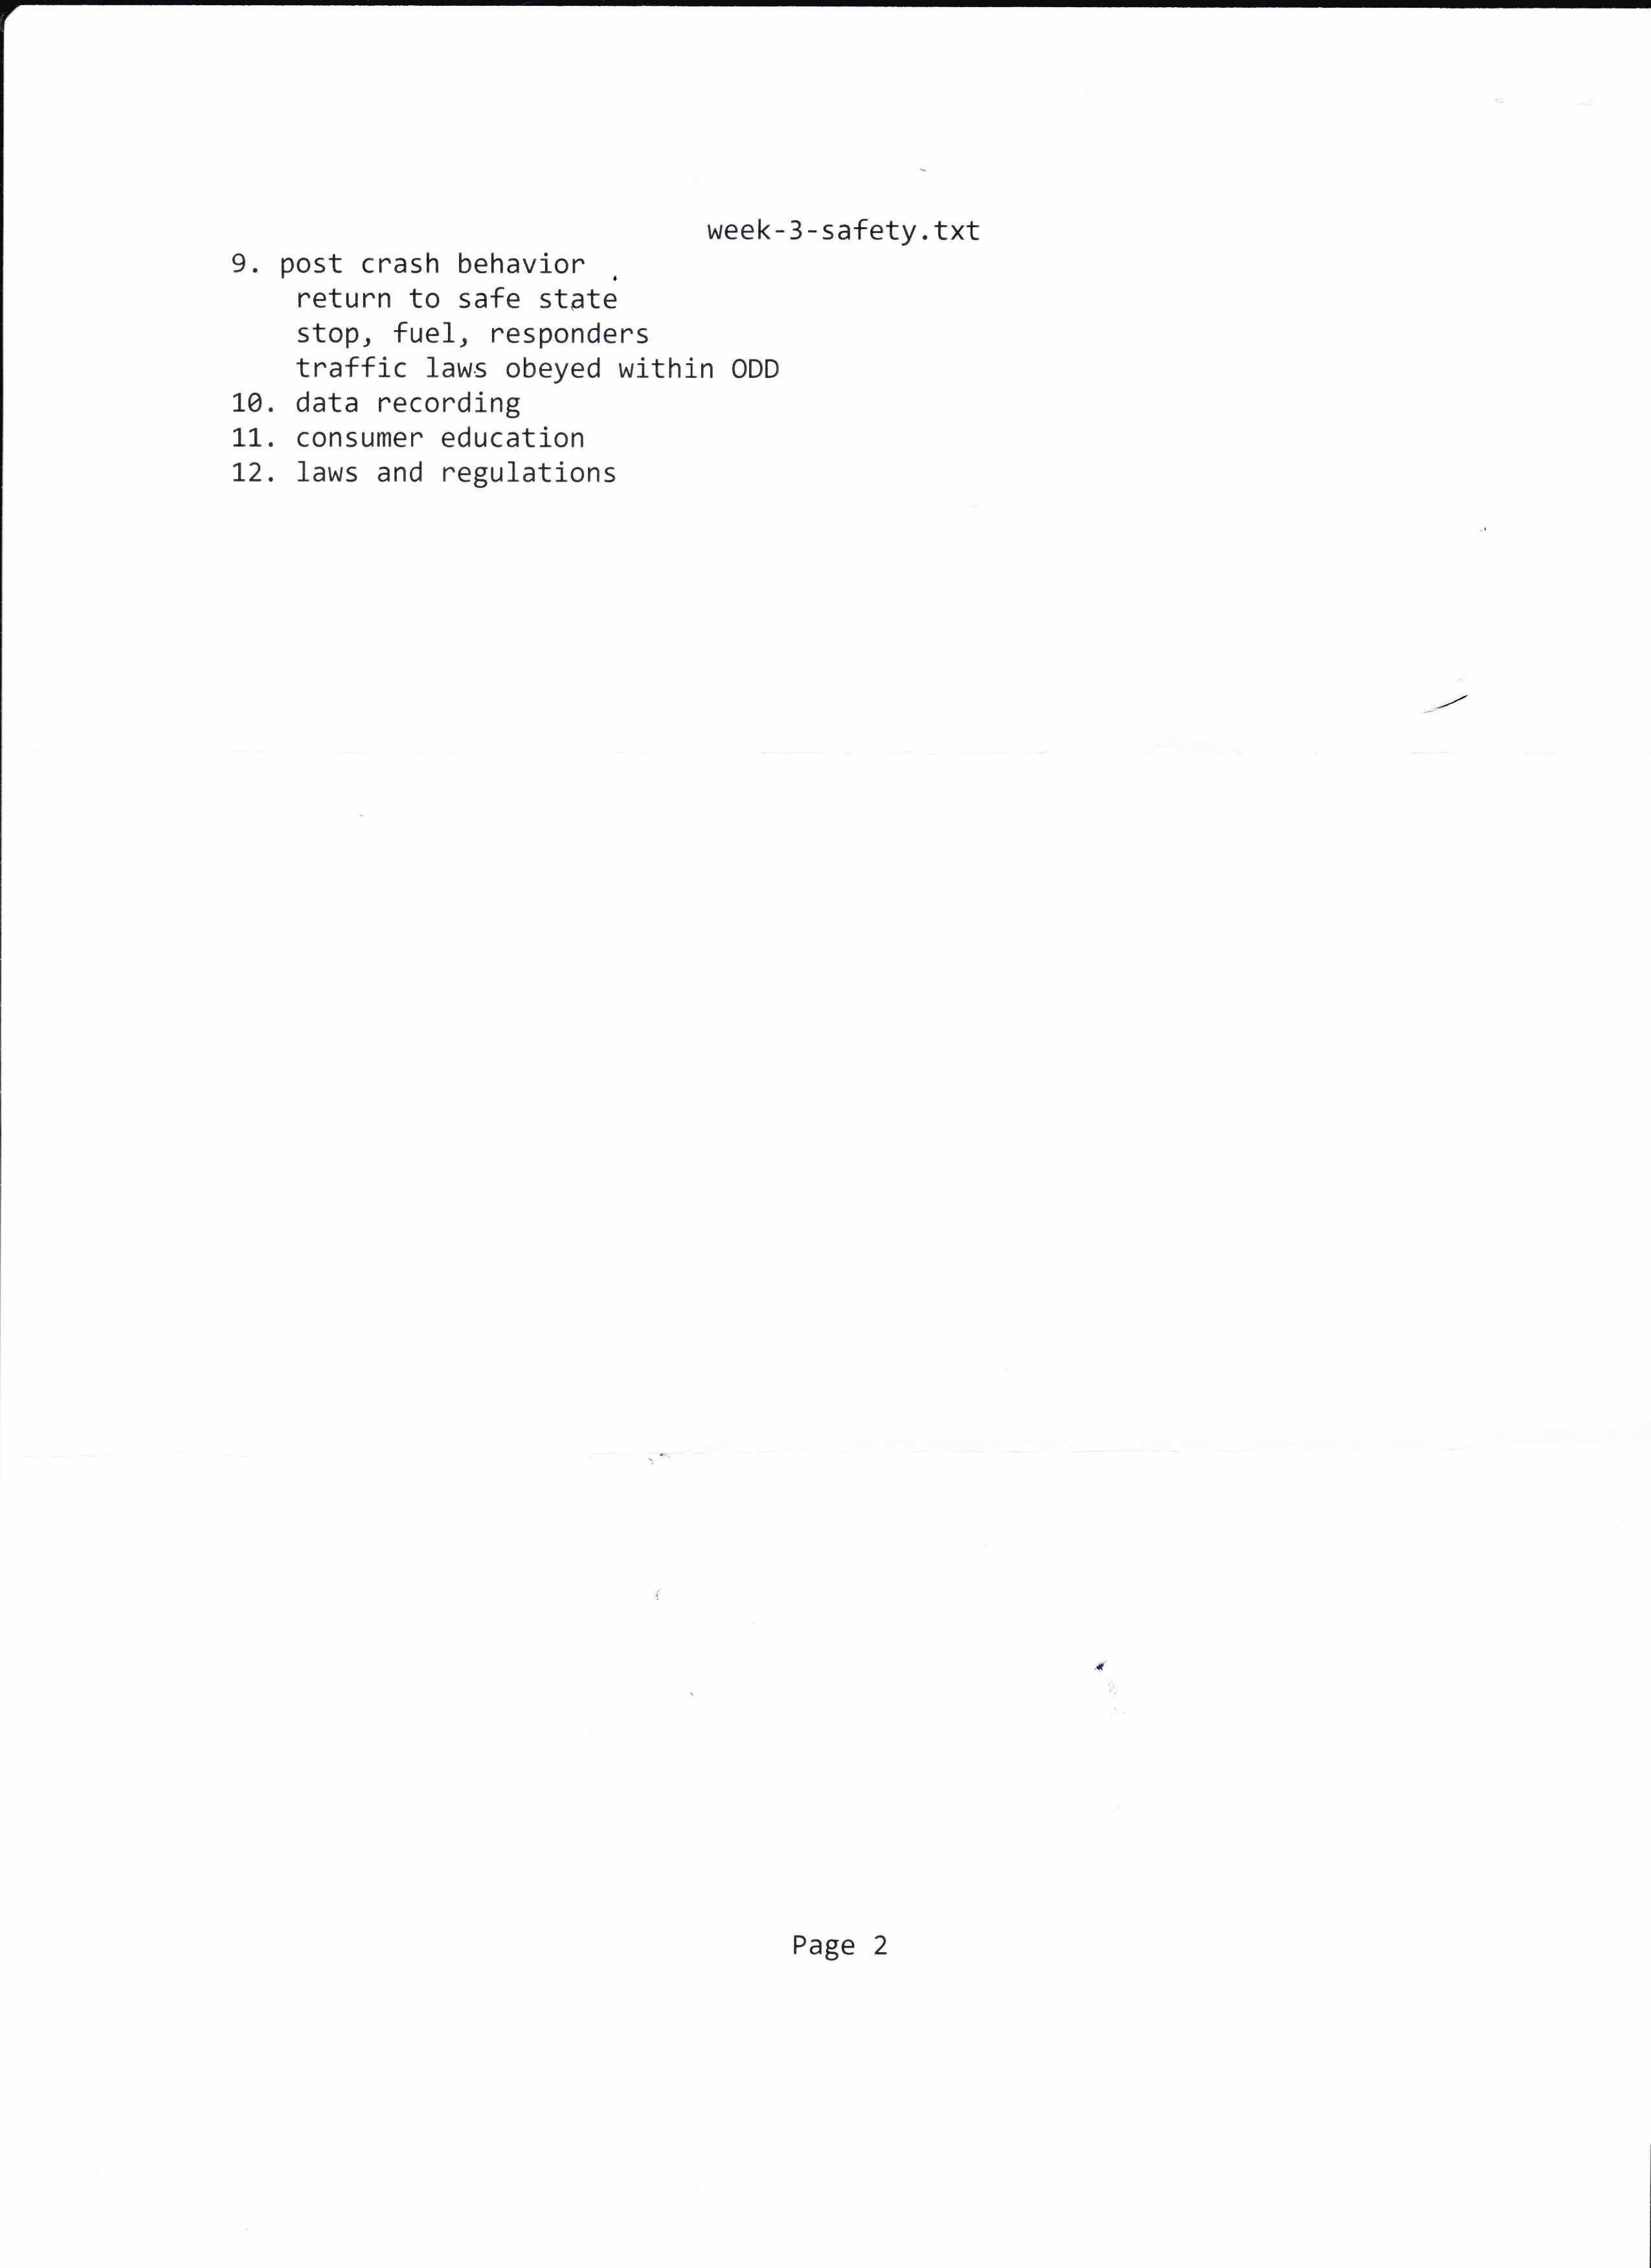 week-3-safety.txt
9. post crash behavior
return to safe state
stop, fuel, responders
traffic laws obeyed within ODD
10. data recording
11. consumer education
12. laws and regulations
Page 2